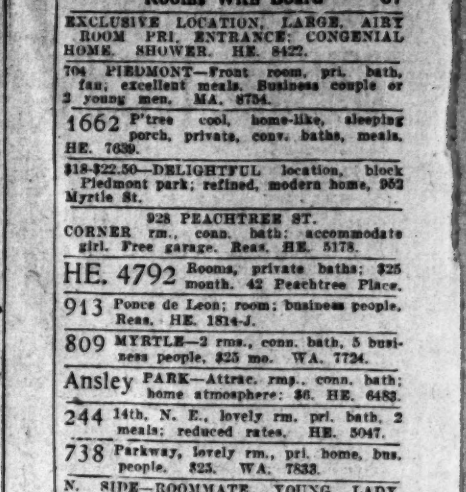 Rooms With Board 67
EXCLUSIVE LOCATION, LARGE, AIRY
ROOM PRI. ENTRANCE; CONGENIAL
HOME. SHOWER. HE. 8422.
704 PIEDMONT—Front room, pri. bath,
fan; excellent meals. Business couple or
2 young men. MA. 8754.
1662 P'tree cool, home-like, sleeping
porch, private, conv. baths, meals.
HE. 7639.
$18-$22.50—DELIGHTFUL location, block
Piedmont park; refined, modern home, 952
Myrtle St.
928 PEACHTREE ST.
CORNER rm., conn. bath; accommodate
girl. Free garage. Reas. HE. 5178.
HE. 4792 Rooms, private baths; $25
month. 42 Peachtree Place.
913 Ponce de Leon; room; business people.
Reas. HE. 1814-J.
809 MYRTLE—2 rms., conn. bath, 5 busi-
ness people, $25 mo. WA. 7724.
Ansley PARK—Attrac. rms., conn. bath;
home atmosphere; $6. HE. 6483.
244 14th, N. E., lovely rm. pri. bath, 2
meals; reduced rates. HE. 5047.
738 Parkway, lovely rm., pri. home, bus.
people. $25. WA. 7833.
N. SIDE—ROOMMATE YOUNG LADY